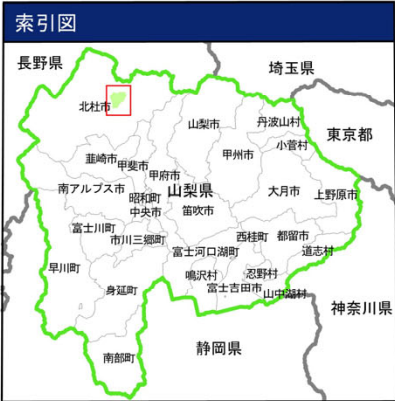 索引図
長野県
埼玉県
北杜市
山梨市
丹波山村
東京都
小菅村
甲州市
韮崎市
甲斐市
甲府市
南アルプス市
山梨県
大月市
上野原市
昭和町
中央市
笛吹市
富士川町
市川三郷町
西桂町
都留市
道志村
富士河口湖町
早川町
鳴沢村
忍野村
身延町
富士吉田市
山中湖村
神奈川県
静岡県
南部町